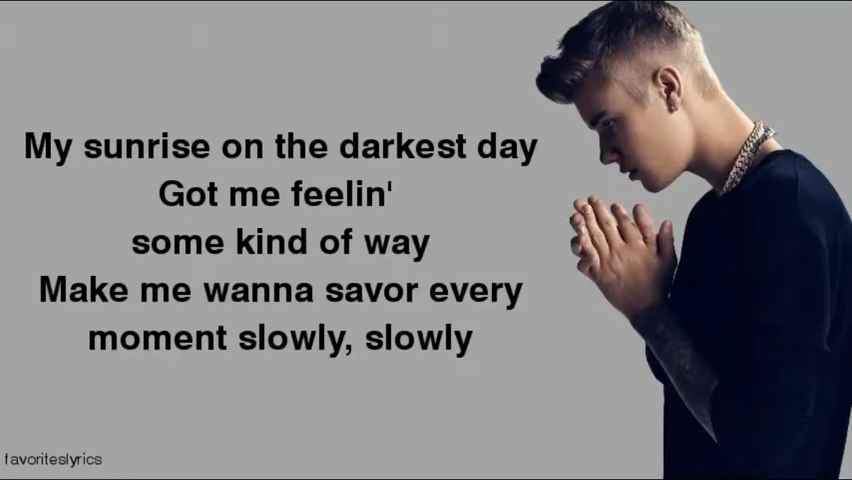 My sunrise on the darkest day
Got me feelin'
some kind of way
Make me wanna savor every
moment slowly, slowly
favoriteslyrics